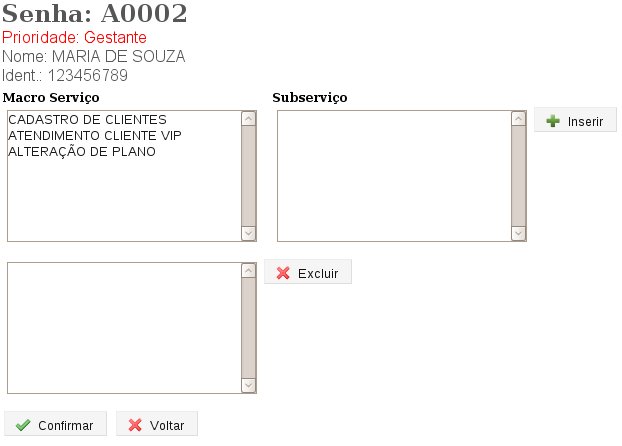 Senha: A0002
Prioridade: Gestante
Nome: MARIA DE SOUZA
Ident.: 123456789
Macro Serviço
Subserviço
CADASTRO DE CLIENTES
ATENDIMENTO CLIENTE VIP
ALTERAÇÃO DE PLANO
Inserir
Excluir
Confirmar
Voltar